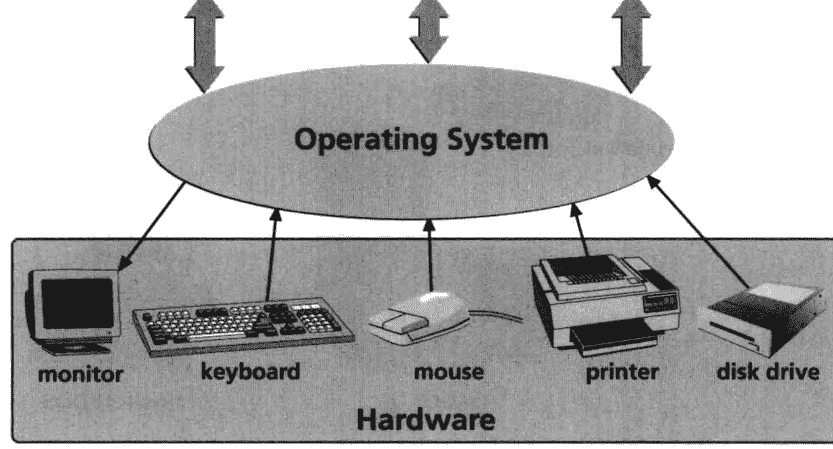 Operating System
monitor
keyboard
mouse
printer
disk drive
Hardware